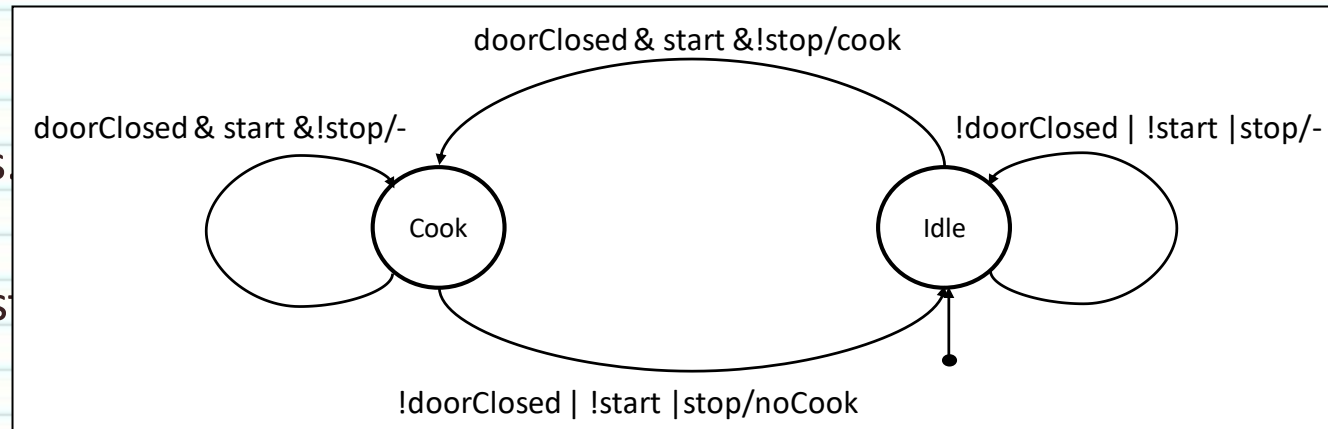 doorClosed & start &!stop/cook
doorClosed & start &!stop/-
!doorClosed | !start |stop/-
Cook
Idle
!doorClosed | !start |stop/noCook